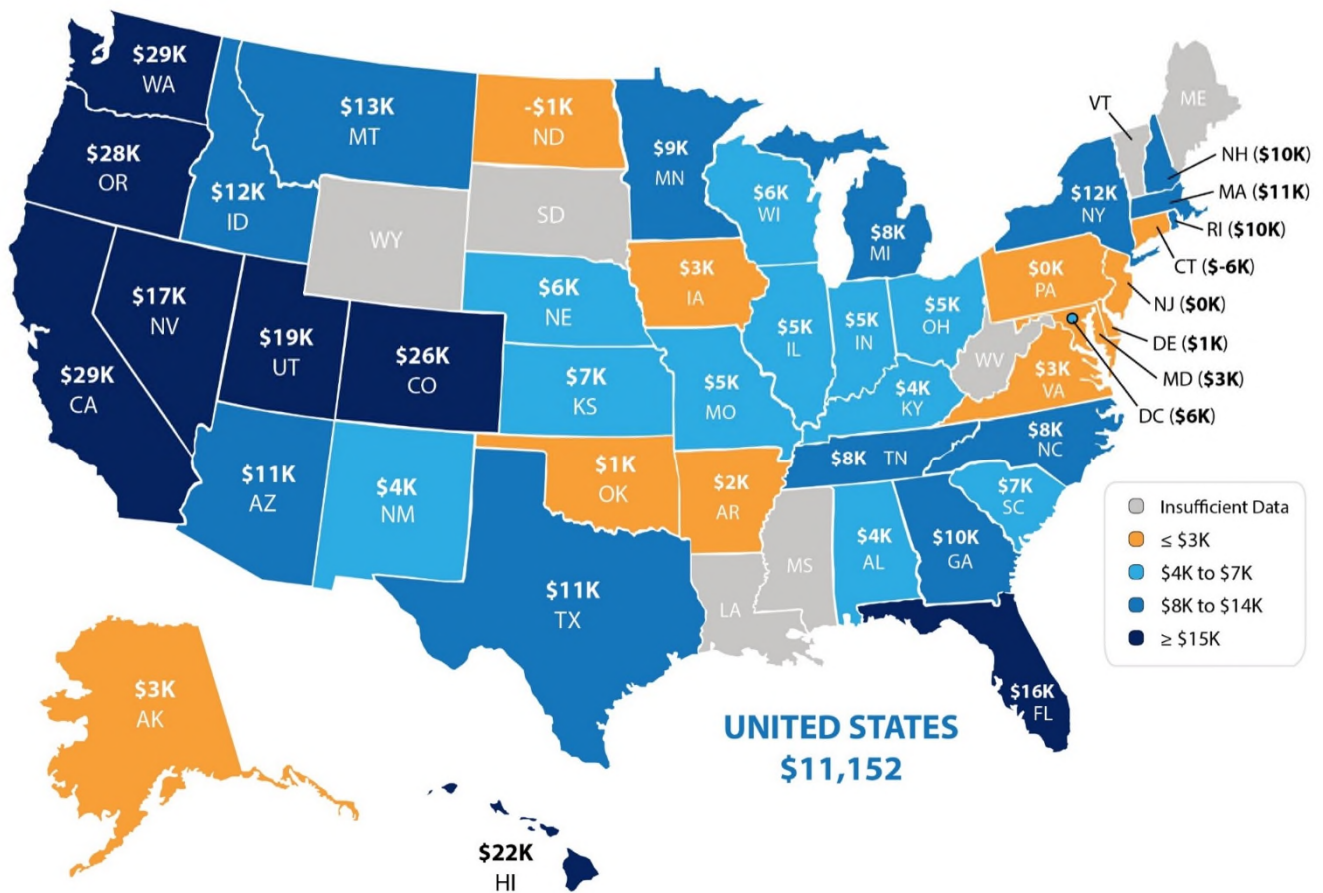 $29K
WA
$13K
MT
-$1K
ND
$9K
MN
VT
ME
$28K
OR
$12K
ID
WY
SD
$6K
WI
$8K
MI
$12K
NY
NH ($10K)
MA ($11K)
RI ($10K)
CT ($-6K)
NJ ($0K)
DE ($1K)
MD ($3K)
DC ($6K)
$29K
CA
$17K
NV
$19K
UT
$26K
CO
$6K
NE
$3K
IA
$0K
PA
$7K
KS
$5K
MO
$5K
IL
$5K
IN
$5K
OH
WV
$3K
VA
$4K
KY
$11K
AZ
$4K
NM
$1K
OK
$2K
AR
$8K TN
$8K
NC
$7K
SC
$11K
TX
LA
MS
$4K
AL
$10K
GA
$16K
FL
$3K
AK
$22K
HI
Insufficient Data
≤ $3K
$4K to $7K
$8K to $14K
≥ $15K
UNITED STATES
$11,152